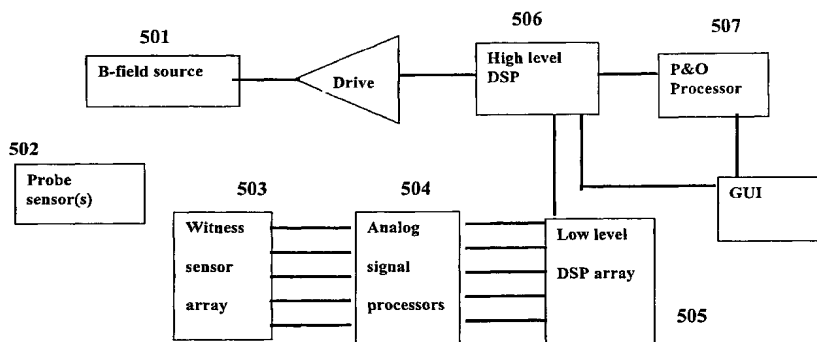 501
B-field source
Drive
506
High level
DSP
507
P&O
Processor
502
Probe
sensor(s)
503
Witness
sensor
array
504
Analog
signal
processors
Low level
DSP array
505
GUI